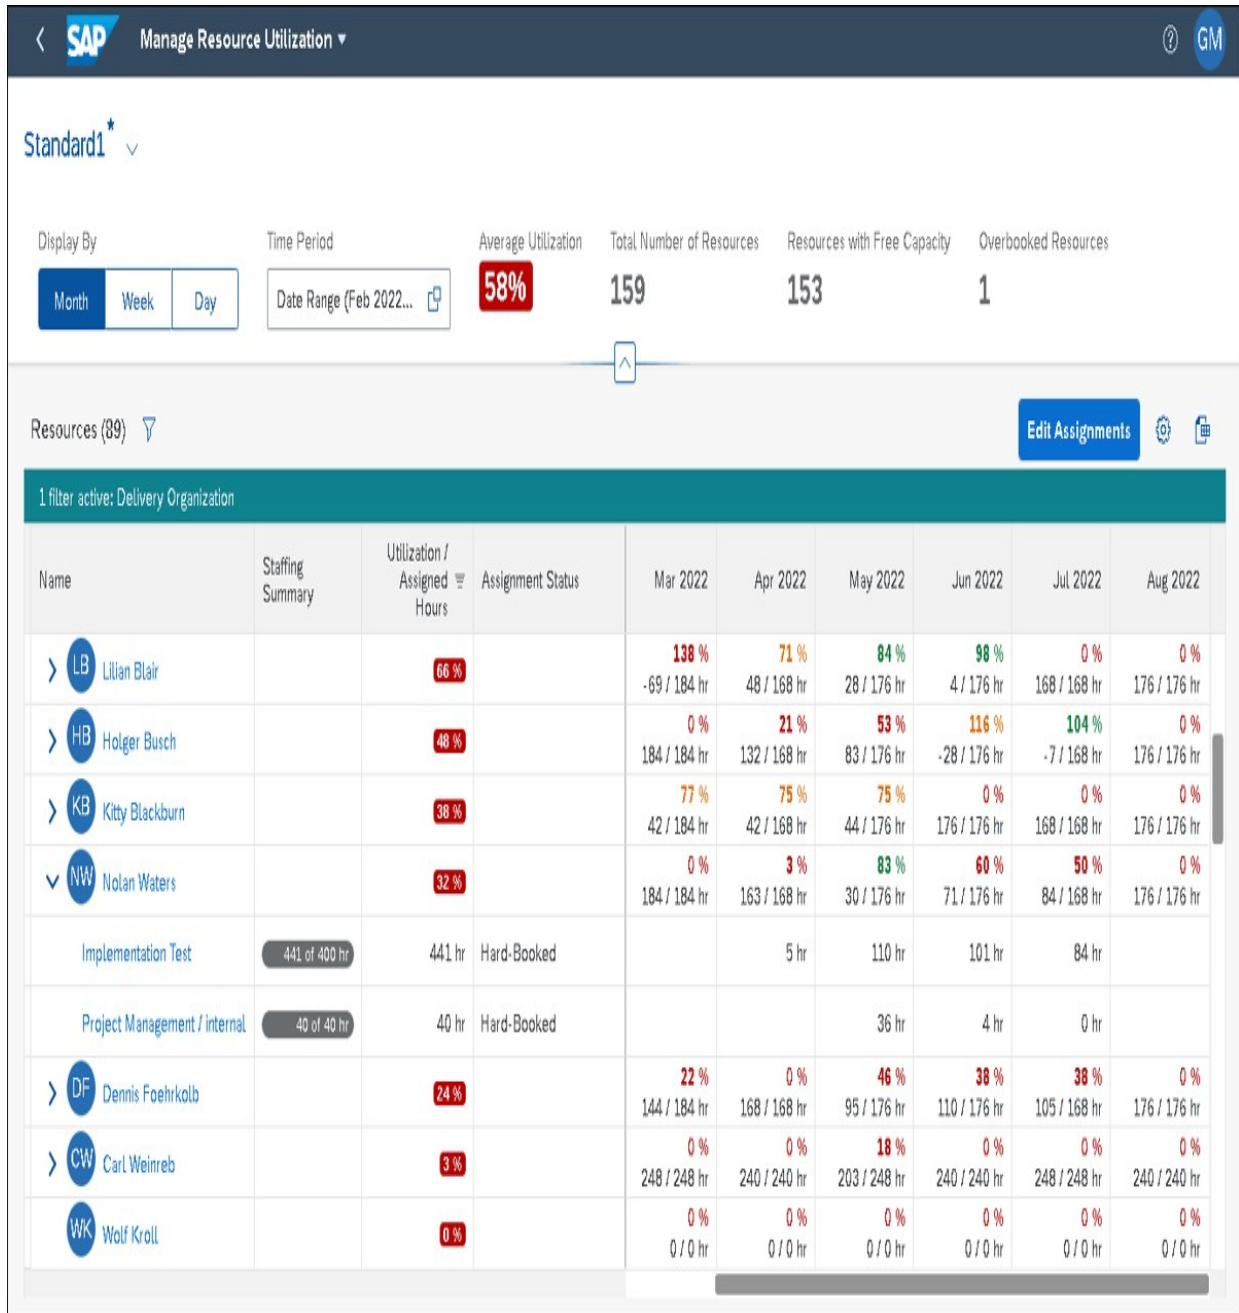 SAP Manage Resource Utilization GM
Standard1*
Display By Time Period Average Utilization Total Number of Resources Resources with Free Capacity Overbooked Resources
Month Week Day Date Range (Feb 2022... 58% 159 153 1
Resources (89) Edit Assignments
1 filter active: Delivery Organization
Name Staffing Summary Utilization / Assigned Hours Assignment Status Mar 2022 Apr 2022 May 2022 Jun 2022 Jul 2022 Aug 2022
LB Lilian Blair 66 % 138 % 71 % 84 % 98 % 0 % 0 %
-69 / 184 hr 48 / 168 hr 28 / 176 hr 4 / 176 hr 168 / 168 hr 176 / 176 hr
HB Holger Busch 48 % 0 % 21 % 53 % 116 % 104 % 0 %
184 / 184 hr 132 / 168 hr 83 / 176 hr -28 / 176 hr -7 / 168 hr 176 / 176 hr
KB Kitty Blackburn 38 % 77 % 75 % 75 % 0 % 0 % 0 %
42 / 184 hr 42 / 168 hr 44 / 176 hr 176 / 176 hr 168 / 168 hr 176 / 176 hr
NW Nolan Waters 32 % 0 % 3 % 83 % 60 % 50 % 0 %
184 / 184 hr 163 / 168 hr 30 / 176 hr 71 / 176 hr 84 / 168 hr 176 / 176 hr
Implementation Test 441 of 400 hr 441 hr Hard-Booked 5 hr 110 hr 101 hr 84 hr
Project Management / internal 40 of 40 hr 40 hr Hard-Booked 36 hr 4 hr 0 hr
DF Dennis Foehrkolb 24 % 22 % 0 % 46 % 38 % 38 % 0 %
144 / 184 hr 168 / 168 hr 95 / 176 hr 110 / 176 hr 105 / 168 hr 176 / 176 hr
CW Carl Weinreb 3 % 0 % 0 % 18 % 0 % 0 % 0 %
248 / 248 hr 240 / 240 hr 203 / 248 hr 240 / 240 hr 248 / 248 hr 240 / 240 hr
WK Wolf Kroll 0 % 0 % 0 % 0 % 0 % 0 % 0 %
0 / 0 hr 0 / 0 hr 0 / 0 hr 0 / 0 hr 0 / 0 hr 0 / 0 hr